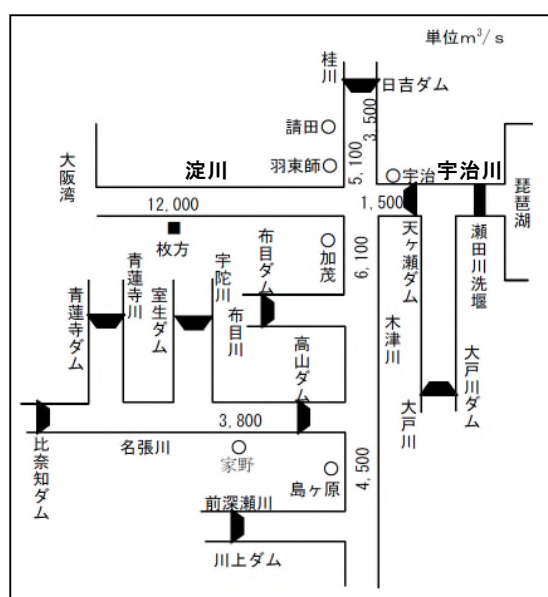 単位m³/s
桂川
日吉ダム
3,500
請田
5,100
羽束師
淀川
宇治
宇治川
大阪湾
琵琶湖
12,000
1,500
枚方
天ヶ瀬ダム
瀬田川洗堰
加茂
6,100
布目ダム
宇陀川
青蓮寺川
室生ダム
青蓮寺ダム
布目川
木津川
高山ダム
大戸川ダム
大戸川
3,800
名張川
家野
比奈知ダム
島ヶ原
4,500
前深瀬川
川上ダム